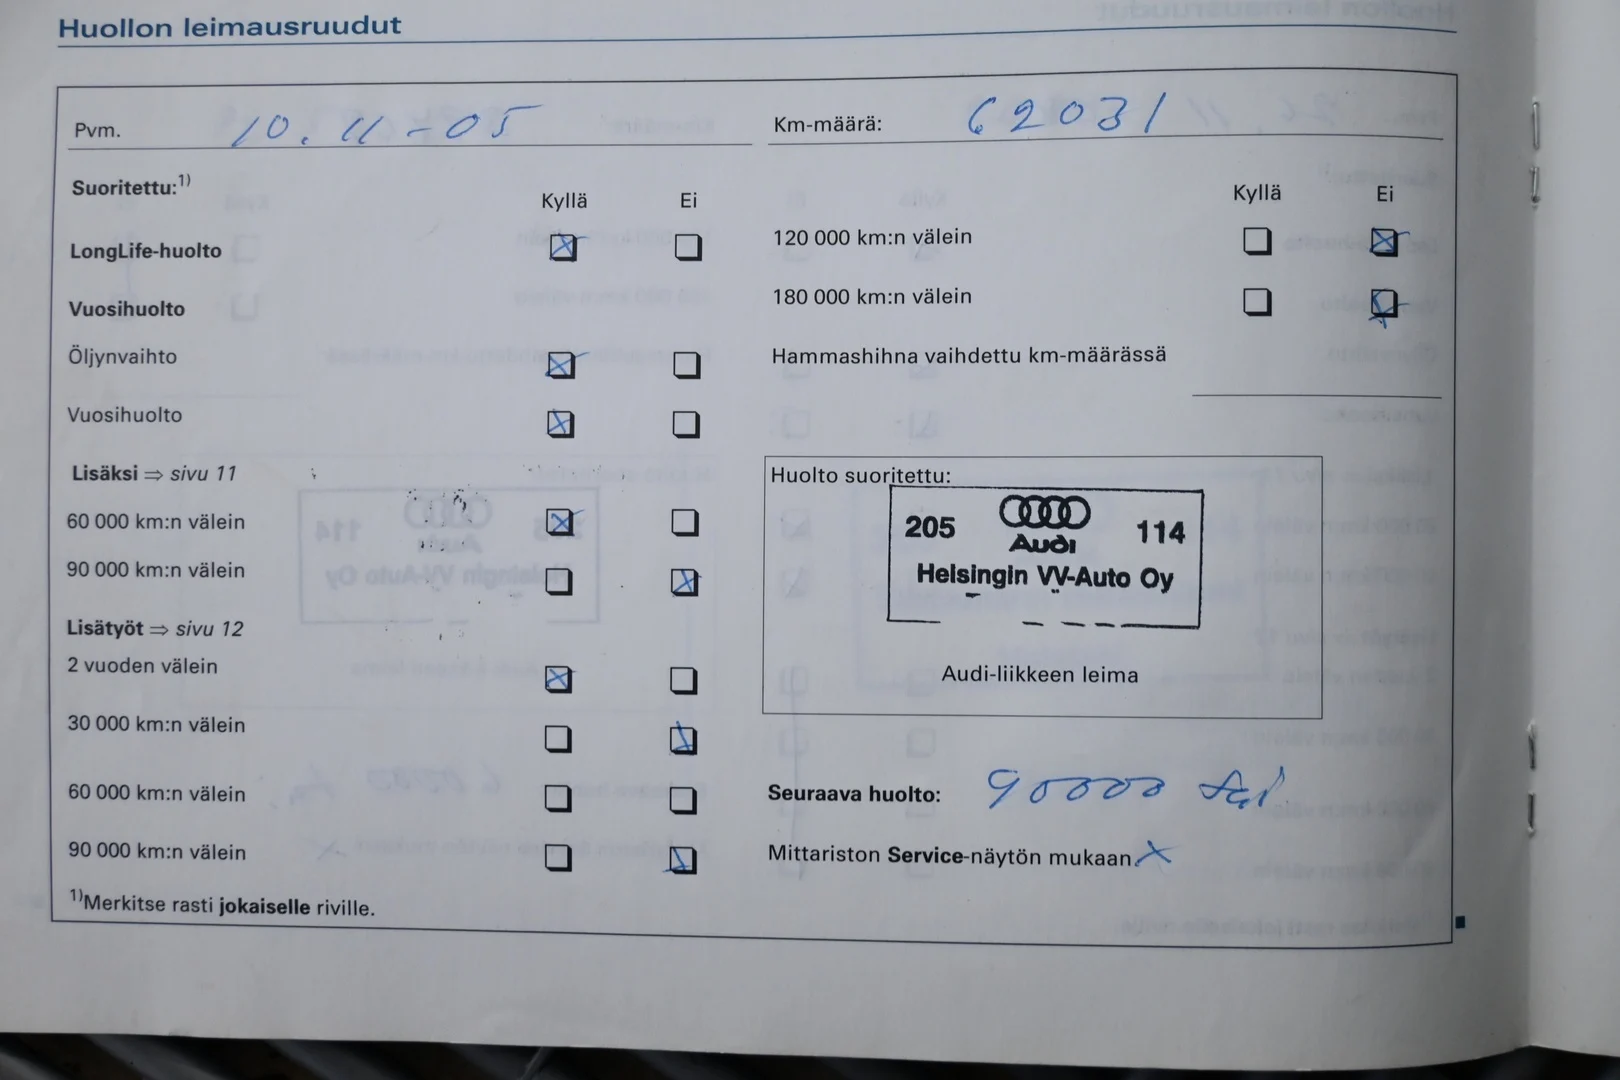 Huollon leimausruudut
Pvm. 10.11-05
Km-määrä: 62031
Suoritettu:1)
Kyllä Ei
LongLife-huolto
Vuosihuolto
Öljynvaihto
Vuosihuolto
Lisäksi ⇒ sivu 11
60 000 km:n välein
90 000 km:n välein
Lisätyöt ⇒ sivu 12
2 vuoden välein
30 000 km:n välein
60 000 km:n välein
90 000 km:n välein
1)Merkitse rasti jokaiselle riville.
Kyllä Ei
120 000 km:n välein
180 000 km:n välein
Hammashihna vaihdettu km-määrässä
Huolto suoritettu:
205 Audi 114
Helsingin VV-Auto Oy
Audi-liikkeen leima
Seuraava huolto: 90000
Mittariston Service-näytön mukaan X